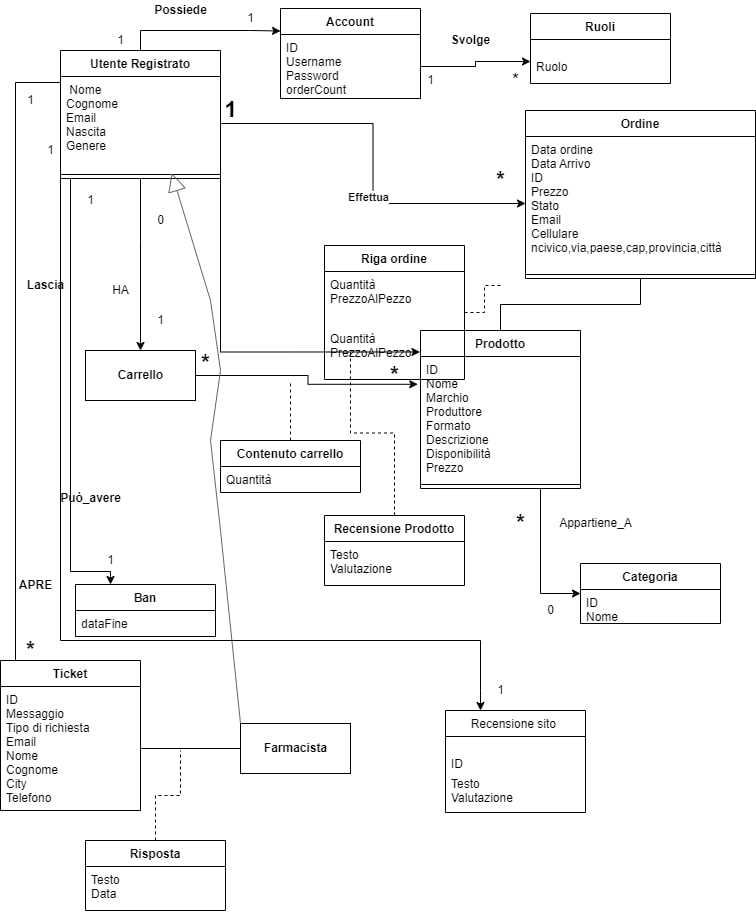 Possiede
1
1
Account
ID
Username
Password
orderCount
Svolge
1
*
Ruoli
Ruolo
Utente Registrato
Nome
Cognome
Email
Nascita
Genere
1
1
1
1
0
Effettua
*
Ordine
Data ordine
Data Arrivo
ID
Prezzo
Stato
Email
Cellulare
ncivico,via,paese,cap,provincia,città
Riga ordine
Quantità
PrezzoAlPezzo
Quantità
PrezzoAlPezzo
Lascia
HA
1
Carrello
*
*
Prodotto
ID
Nome
Marchio
Produttore
Formato
Descrizione
Disponibilità
Prezzo
Contenuto carrello
Quantità
Può_avere
Recensione Prodotto
Testo
Valutazione
*
Appartiene_A
0
Categoria
ID
Nome
1
Ban
dataFine
APRE
*
Ticket
ID
Messaggio
Tipo di richiesta
Email
Nome
Cognome
City
Telefono
Farmacista
1
Recensione sito
ID
Testo
Valutazione
Risposta
Testo
Data